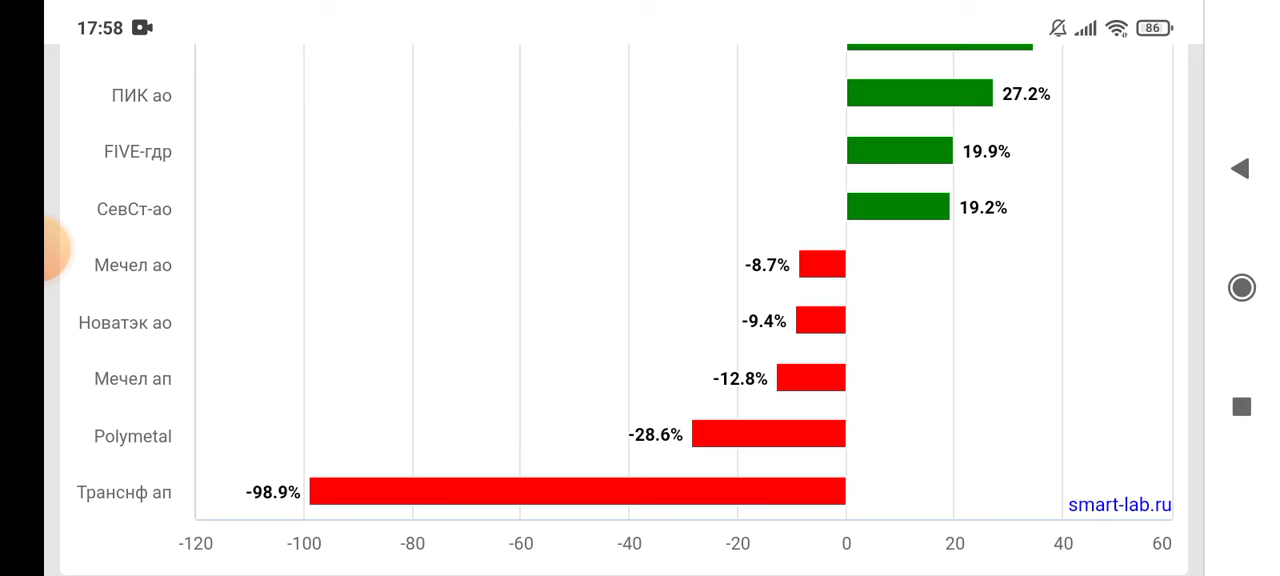 17:58
86
ПИК ао 27.2%
FIVE-гдр 19.9%
СевСт-ао 19.2%
Мечел ао -8.7%
Новатэк ао -9.4%
Мечел ап -12.8%
Polymetal -28.6%
Транснф ап -98.9%
smart-lab.ru
-120 -100 -80 -60 -40 -20 0 20 40 60